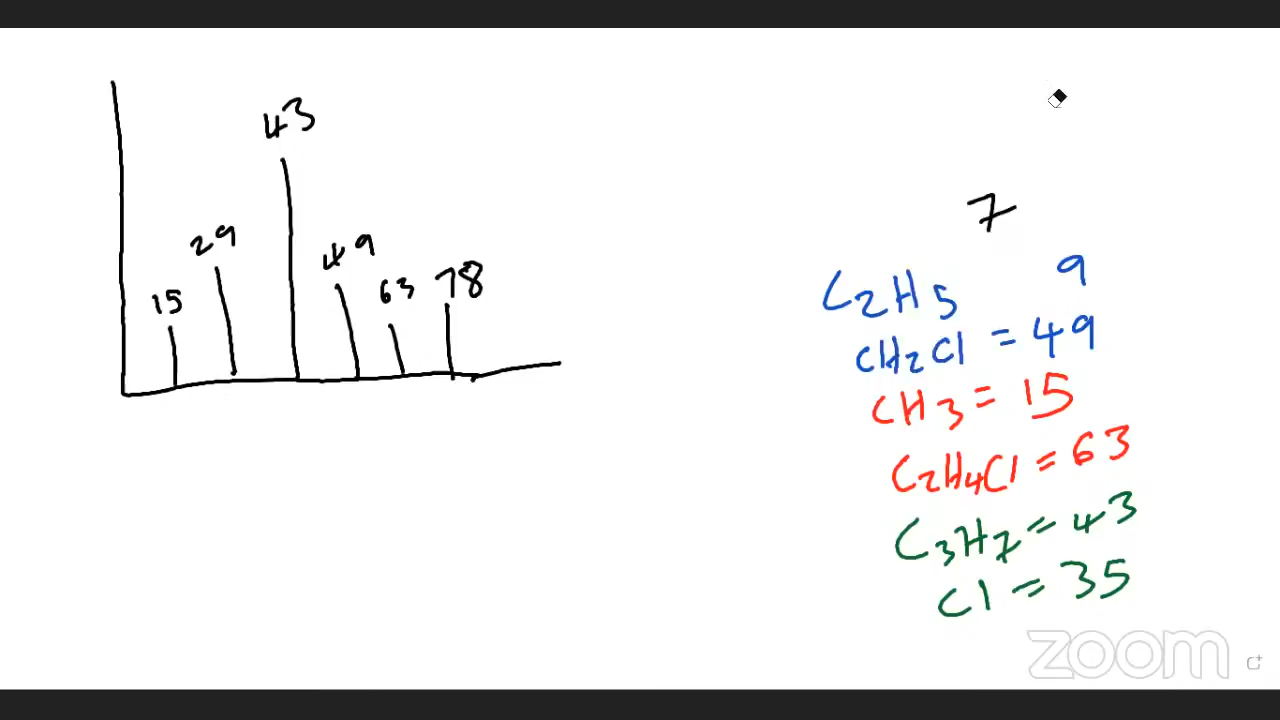 43
29
49
15
63
78
7
C2H5 9
CH2Cl = 49
CH3 = 15
C2H4Cl = 63
C3H7 = 43
Cl = 35
zoom